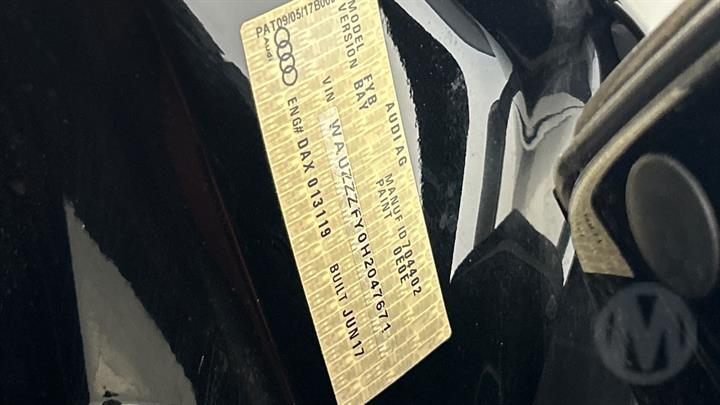 PAT09/05/17B00
Audi
MODEL FYB AUDI AG MANUF ID 704402
VERSION BAY PAINT 0E0E
VIN WAUZZZFY0H2047671
ENG# DAX 013119 BUILT JUN17
M